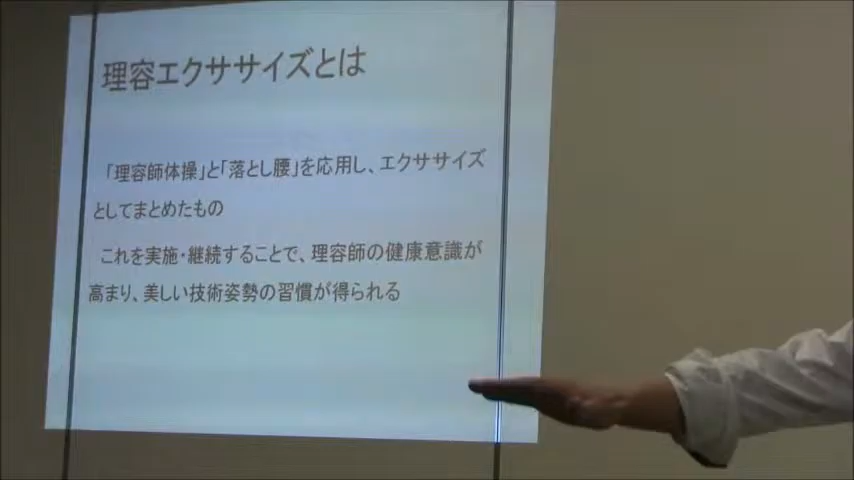 理容エクササイズとは
「理容師体操」と「落とし腰」を応用し、エクササイズ
としてまとめたもの
これを実施・継続することで、理容師の健康意識が
高まり、美しい技術姿勢の習慣が得られる